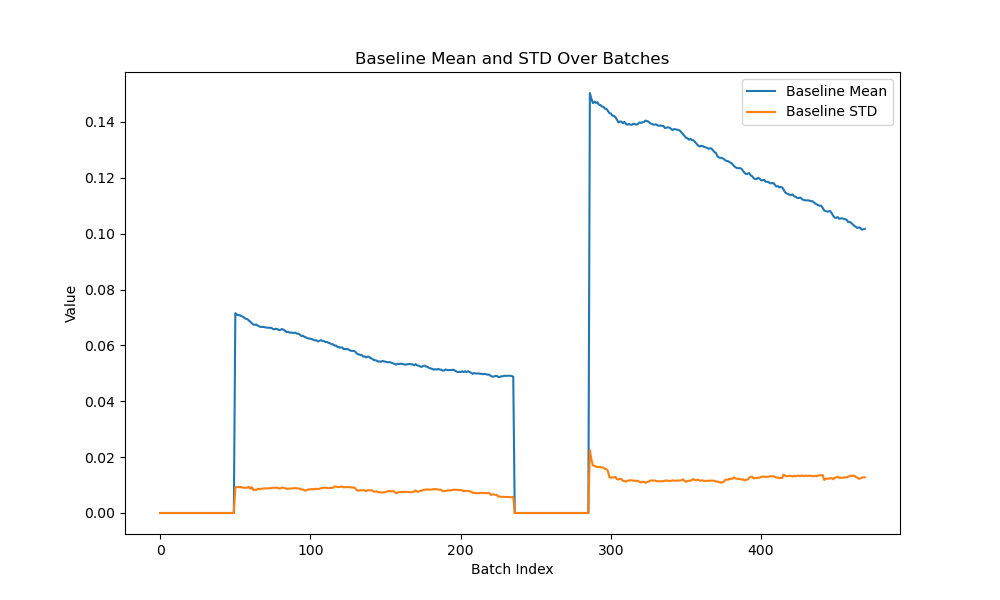 Baseline Mean and STD Over Batches
Baseline Mean
Baseline STD
0.14
0.12
0.10
0.08
0.06
0.04
0.02
0.00
Value
0 100 200 300 400
Batch Index